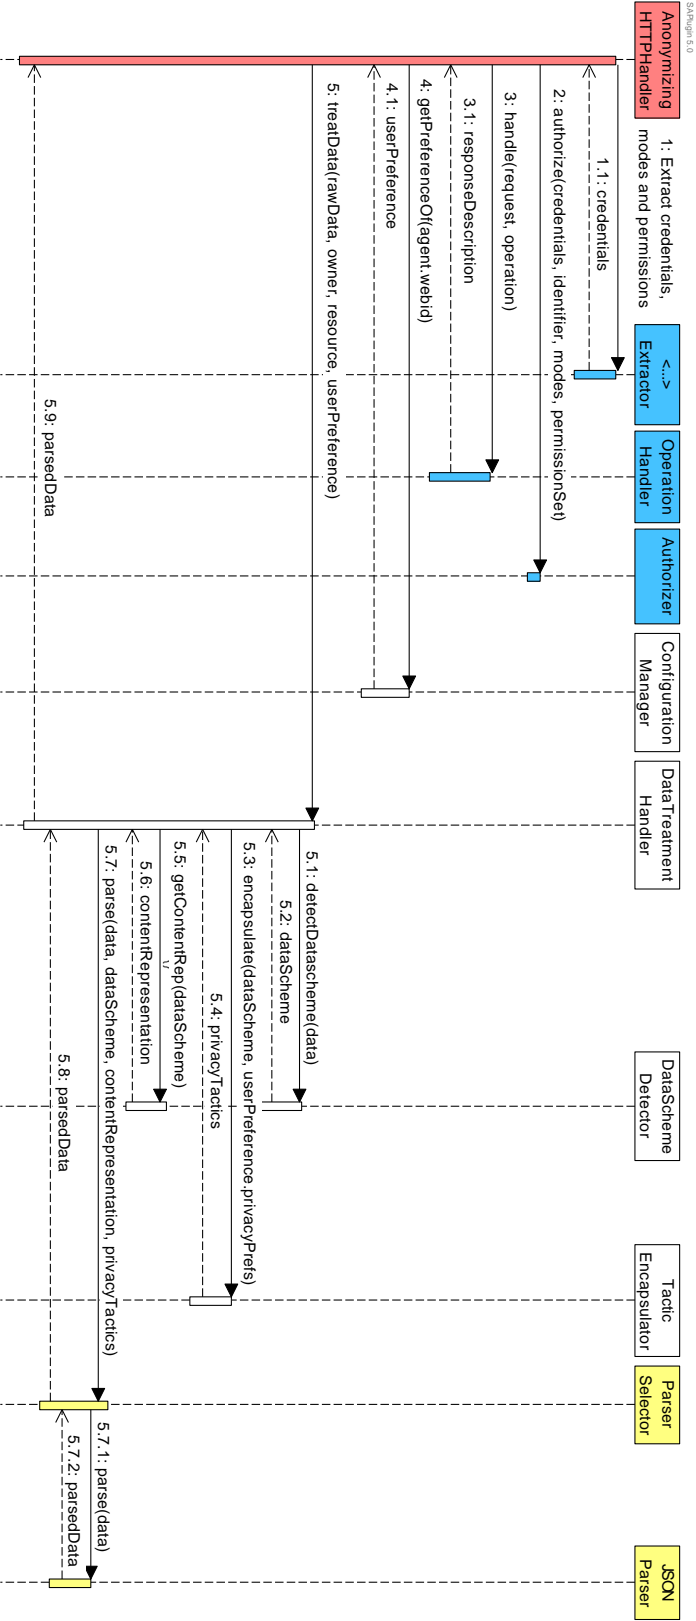 SAPlugin 5.0
Anonymizing
HTTPHandler
<...>
Extractor
Operation
Handler
Authorizer
Configuration
Manager
DataTreatment
Handler
DataScheme
Detector
Tactic
Encapsulator
Parser
Selector
JSON
Parser
1: Extract credentials,
modes and permissions
1.1: credentials
2: authorize(credentials, identifier, modes, permissionSet)
3: handle(request, operation)
3.1: responseDescription
4: getPreferenceOf(agent.webid)
4.1: userPreference
5: treatData(rawData, owner, resource, userPreference)
5.1: detectDatascheme(data)
5.2: dataScheme
5.3: encapsulate(dataScheme, userPreference.privacyPrefs)
5.4: privacyTactics
5.5: getContentRep(dataScheme)
5.6: contentRepresentation
5.7: parse(data, dataScheme, contentRepresentation, privacyTactics)
5.7.1: parse(data)
5.7.2: parsedData
5.8: parsedData
5.9: parsedData